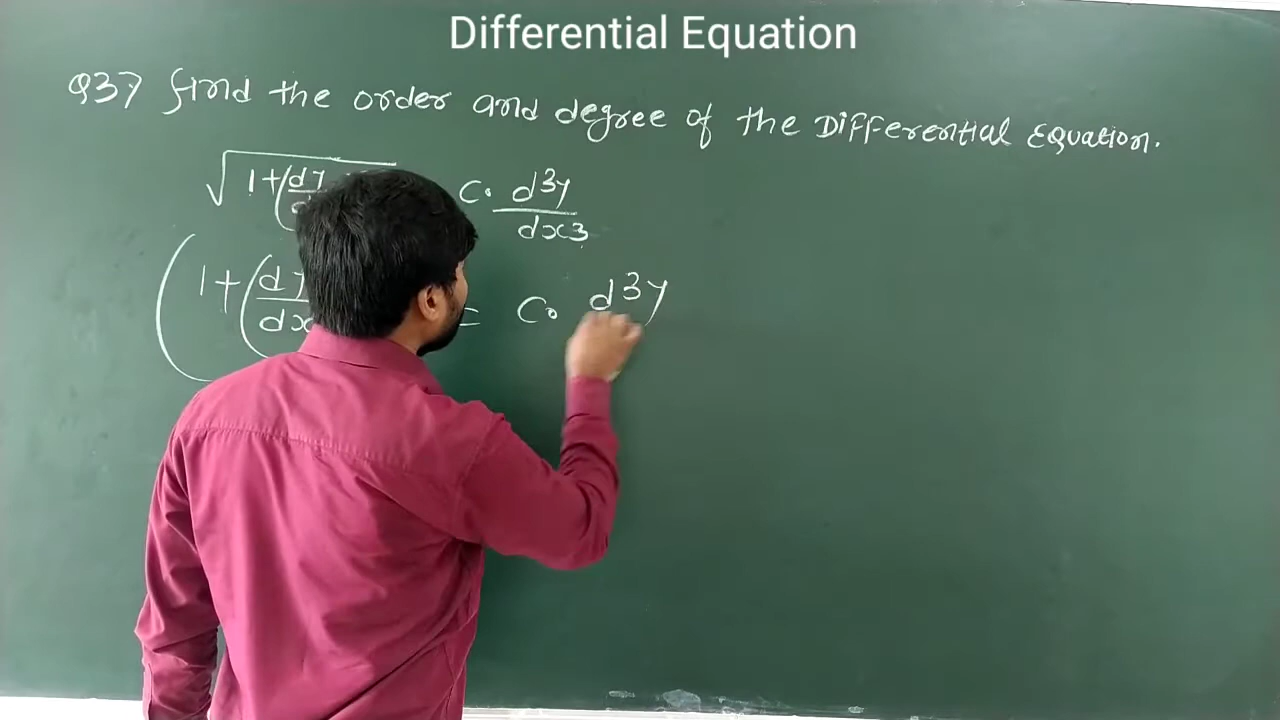 Differential Equation
Q37 find the order and degree of the Differential Equation.
√1+(dy/d C. d³y/dx3
(1+(dy/dx = C. d³y